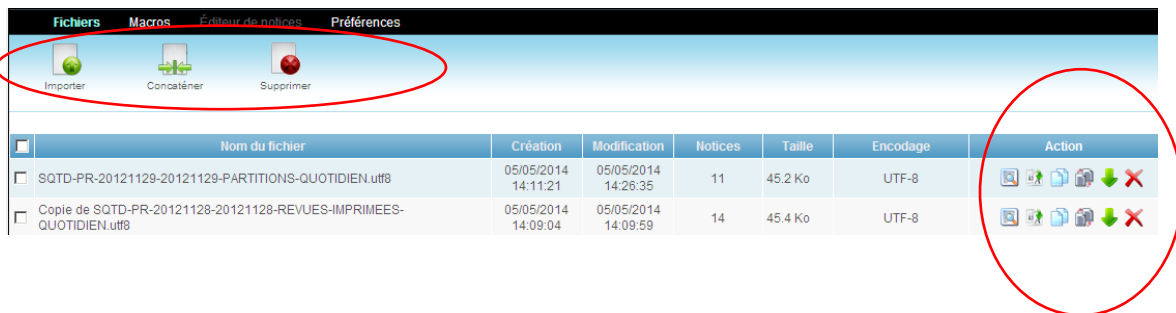 Fichiers Macros Éditeur de notices Préférences
Importer Concaténer Supprimer
Nom du fichier Création Modification Notices Taille Encodage Action
SQTD-PR-20121129-20121129-PARTITIONS-QUOTIDIEN.utf8 05/05/2014 14:11:21 05/05/2014 14:26:35 11 45.2 Ko UTF-8
Copie de SQTD-PR-20121128-20121128-REVUES-IMPRIMEES-QUOTIDIEN.utf8 05/05/2014 14:09:04 05/05/2014 14:09:59 14 45.4 Ko UTF-8